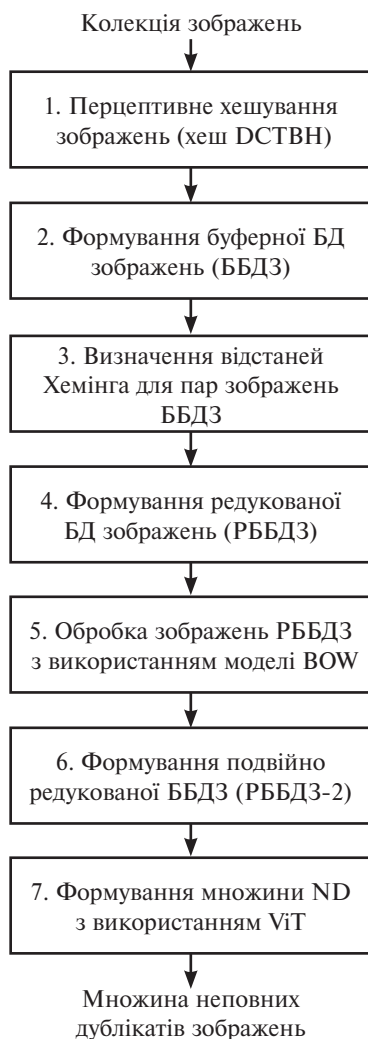 Колекція зображень
1. Перцептивне хешування
зображень (хеш DCTBH)
2. Формування буферної БД
зображень (ББДЗ)
3. Визначення відстаней
Хемінга для пар зображень
ББДЗ
4. Формування редукованої
БД зображень (РББДЗ)
5. Обробка зображень РББДЗ
з використанням моделі BOW
6. Формування подвійно
редукованої ББДЗ (РББДЗ-2)
7. Формування множини ND
з використанням ViT
Множина неповних
дублікатів зображень